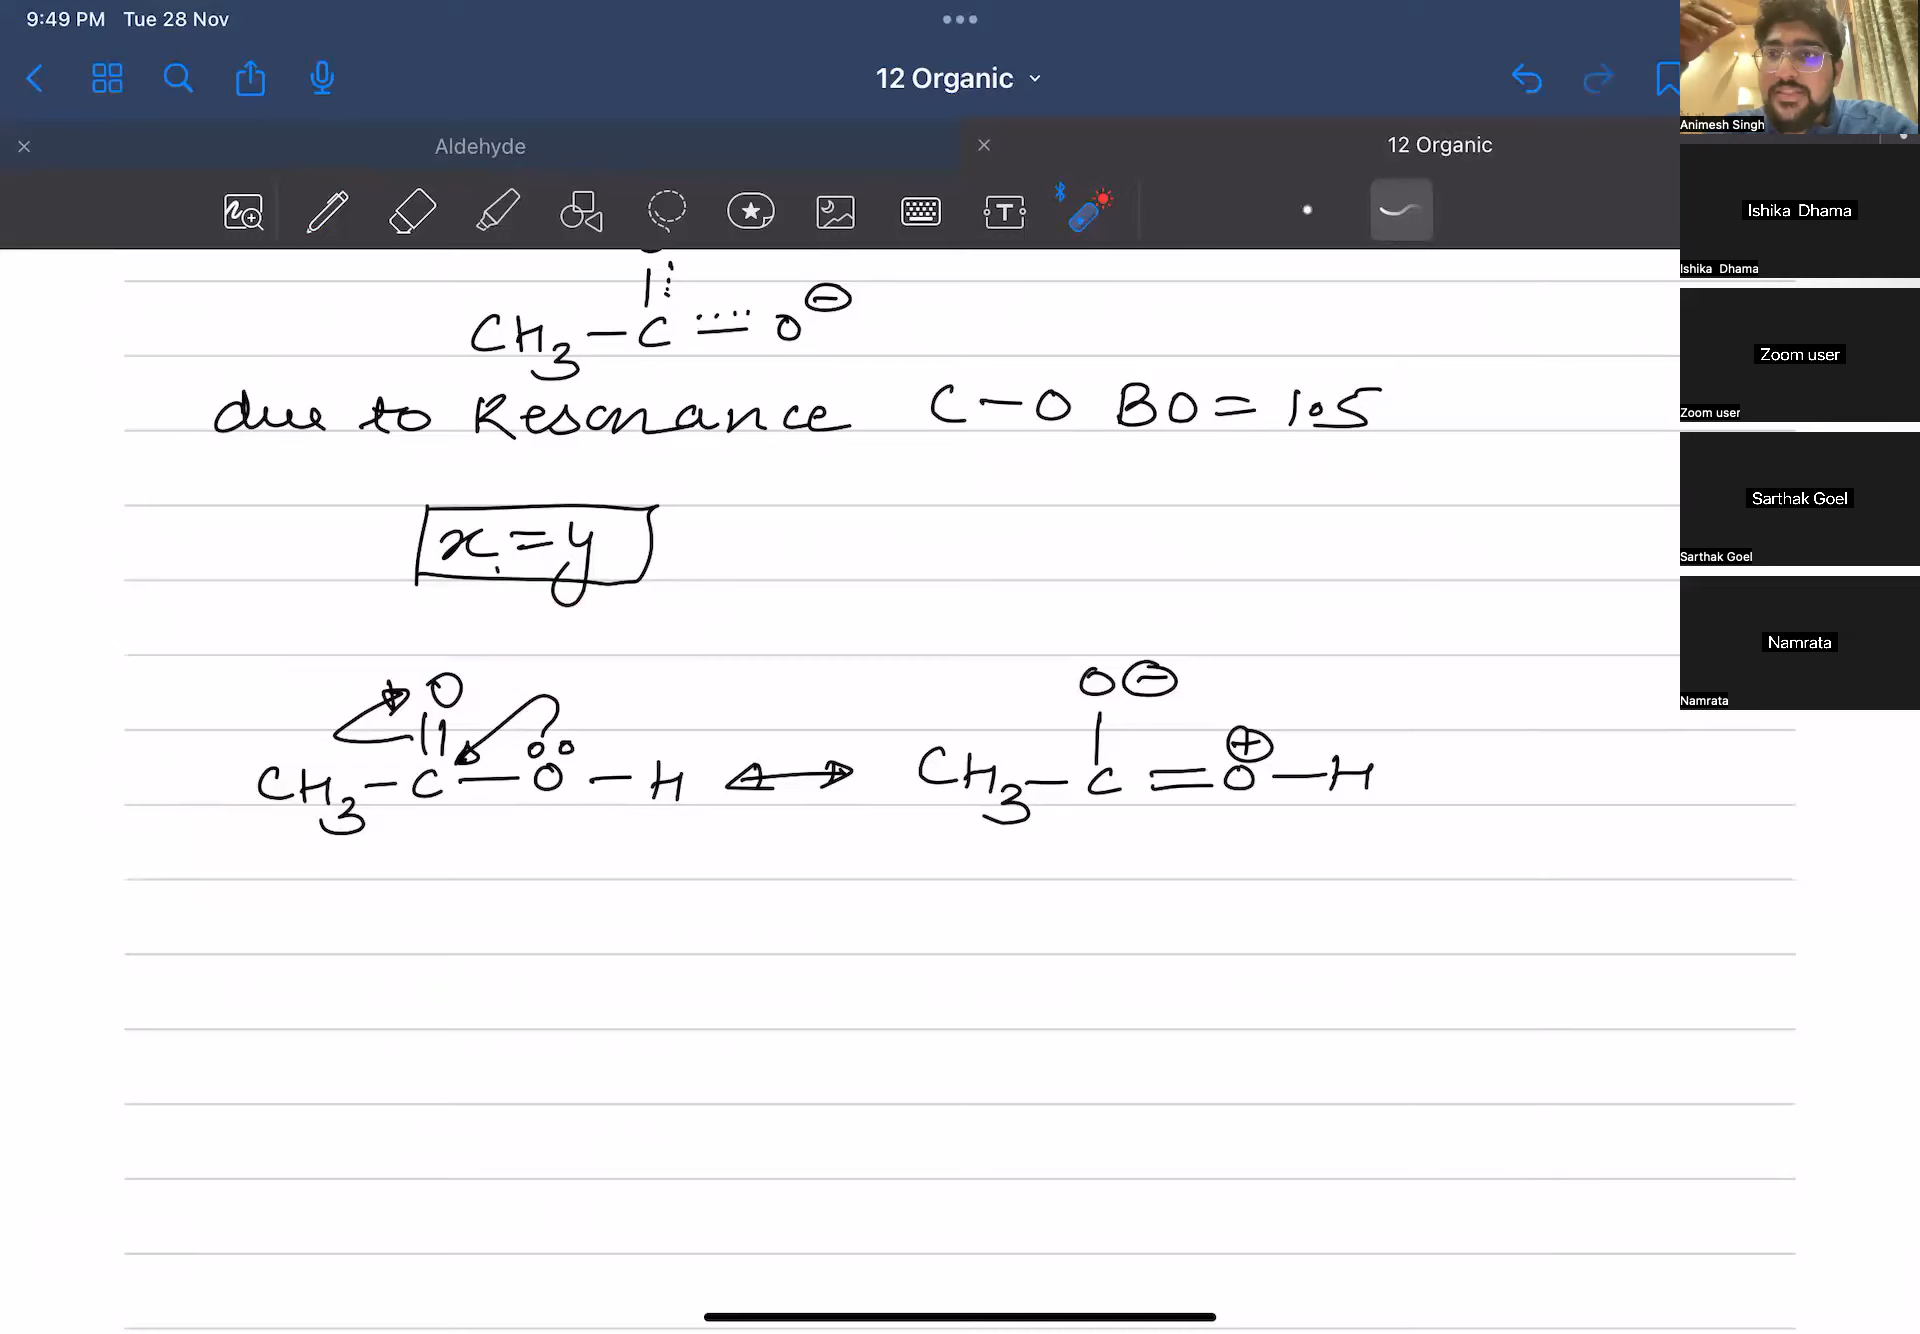 9:49 PM Tue 28 Nov
12 Organic
Aldehyde
12 Organic
T
CH3 - C = O ⊖
due to Resonance C - O BO = 1.5
x = y
O
CH3 - C - O - H ↔ CH3 - C = O - H
O ⊖
⊕
Animesh Singh
Ishika Dhama
Ishika Dhama
Zoom user
Zoom user
Sarthak Goel
Sarthak Goel
Namrata
Namrata